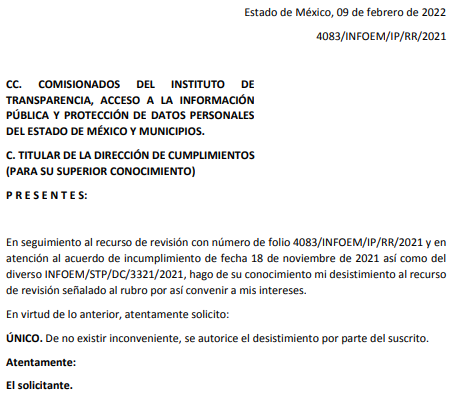 Estado de México, 09 de febrero de 2022
4083/INFOEM/IP/RR/2021
CC. COMISIONADOS DEL INSTITUTO DE
TRANSPARENCIA, ACCESO A LA INFORMACIÓN
PÚBLICA Y PROTECCIÓN DE DATOS PERSONALES
DEL ESTADO DE MÉXICO Y MUNICIPIOS.
C. TITULAR DE LA DIRECCIÓN DE CUMPLIMIENTOS
(PARA SU SUPERIOR CONOCIMIENTO)
P R E S E N T E S:
En seguimiento al recurso de revisión con número de folio 4083/INFOEM/IP/RR/2021 y en
atención al acuerdo de incumplimiento de fecha 18 de noviembre de 2021 así como del
diverso INFOEM/STP/DC/3321/2021, hago de su conocimiento mi desistimiento al recurso
de revisión señalado al rubro por así convenir a mis intereses.
En virtud de lo anterior, atentamente solicito:
ÚNICO. De no existir inconveniente, se autorice el desistimiento por parte del suscrito.
Atentamente:
El solicitante.